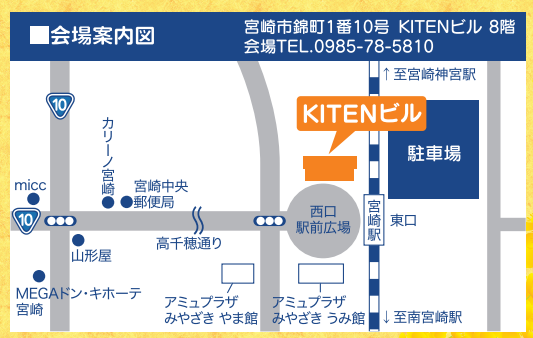 ■会場案内図
宮崎市錦町1番10号 KITENビル 8階
会場TEL.0985-78-5810
↑至宮崎神宮駅
10
KITENビル
カリーノ宮崎
駐車場
micc
宮崎中央
郵便局
10
西口
駅前広場
宮崎駅
東口
高千穂通り
山形屋
MEGAドン・キホーテ
宮崎
アミュプラザ
みやざき やま館
アミュプラザ
みやざき うみ館
↓至南宮崎駅